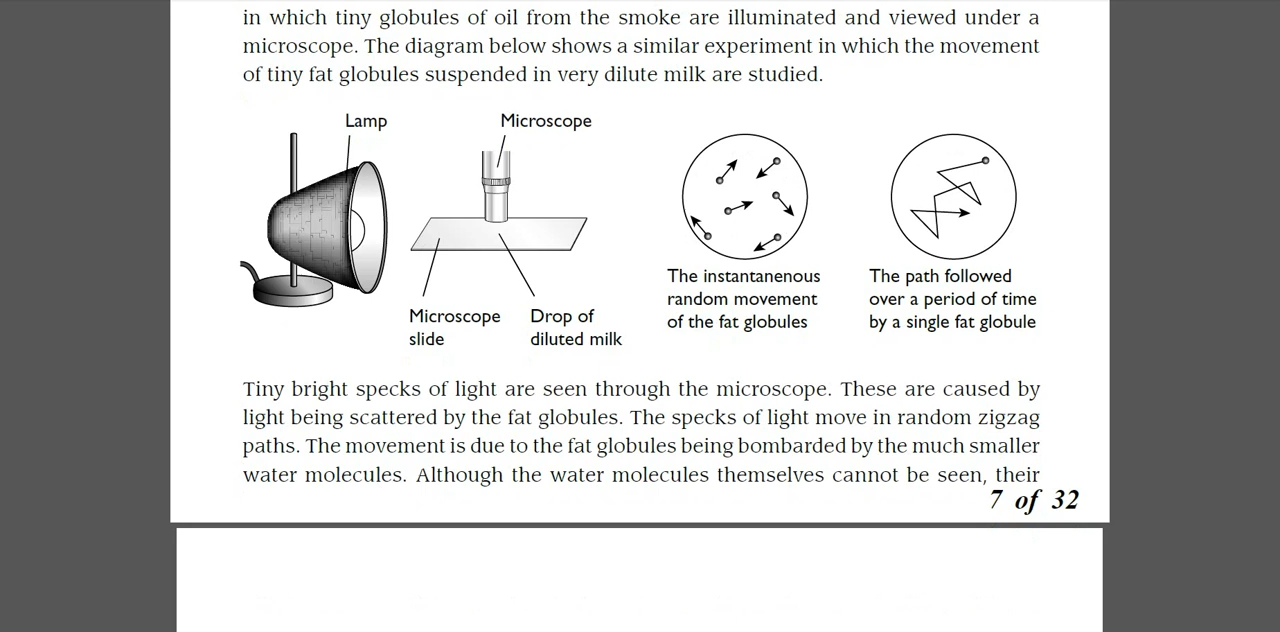 in which tiny globules of oil from the smoke are illuminated and viewed under a
microscope. The diagram below shows a similar experiment in which the movement
of tiny fat globules suspended in very dilute milk are studied.
Lamp
Microscope
Microscope
slide
Drop of
diluted milk
The instantanenous
random movement
of the fat globules
The path followed
over a period of time
by a single fat globule
Tiny bright specks of light are seen through the microscope. These are caused by
light being scattered by the fat globules. The specks of light move in random zigzag
paths. The movement is due to the fat globules being bombarded by the much smaller
water molecules. Although the water molecules themselves cannot be seen, their
7 of 32